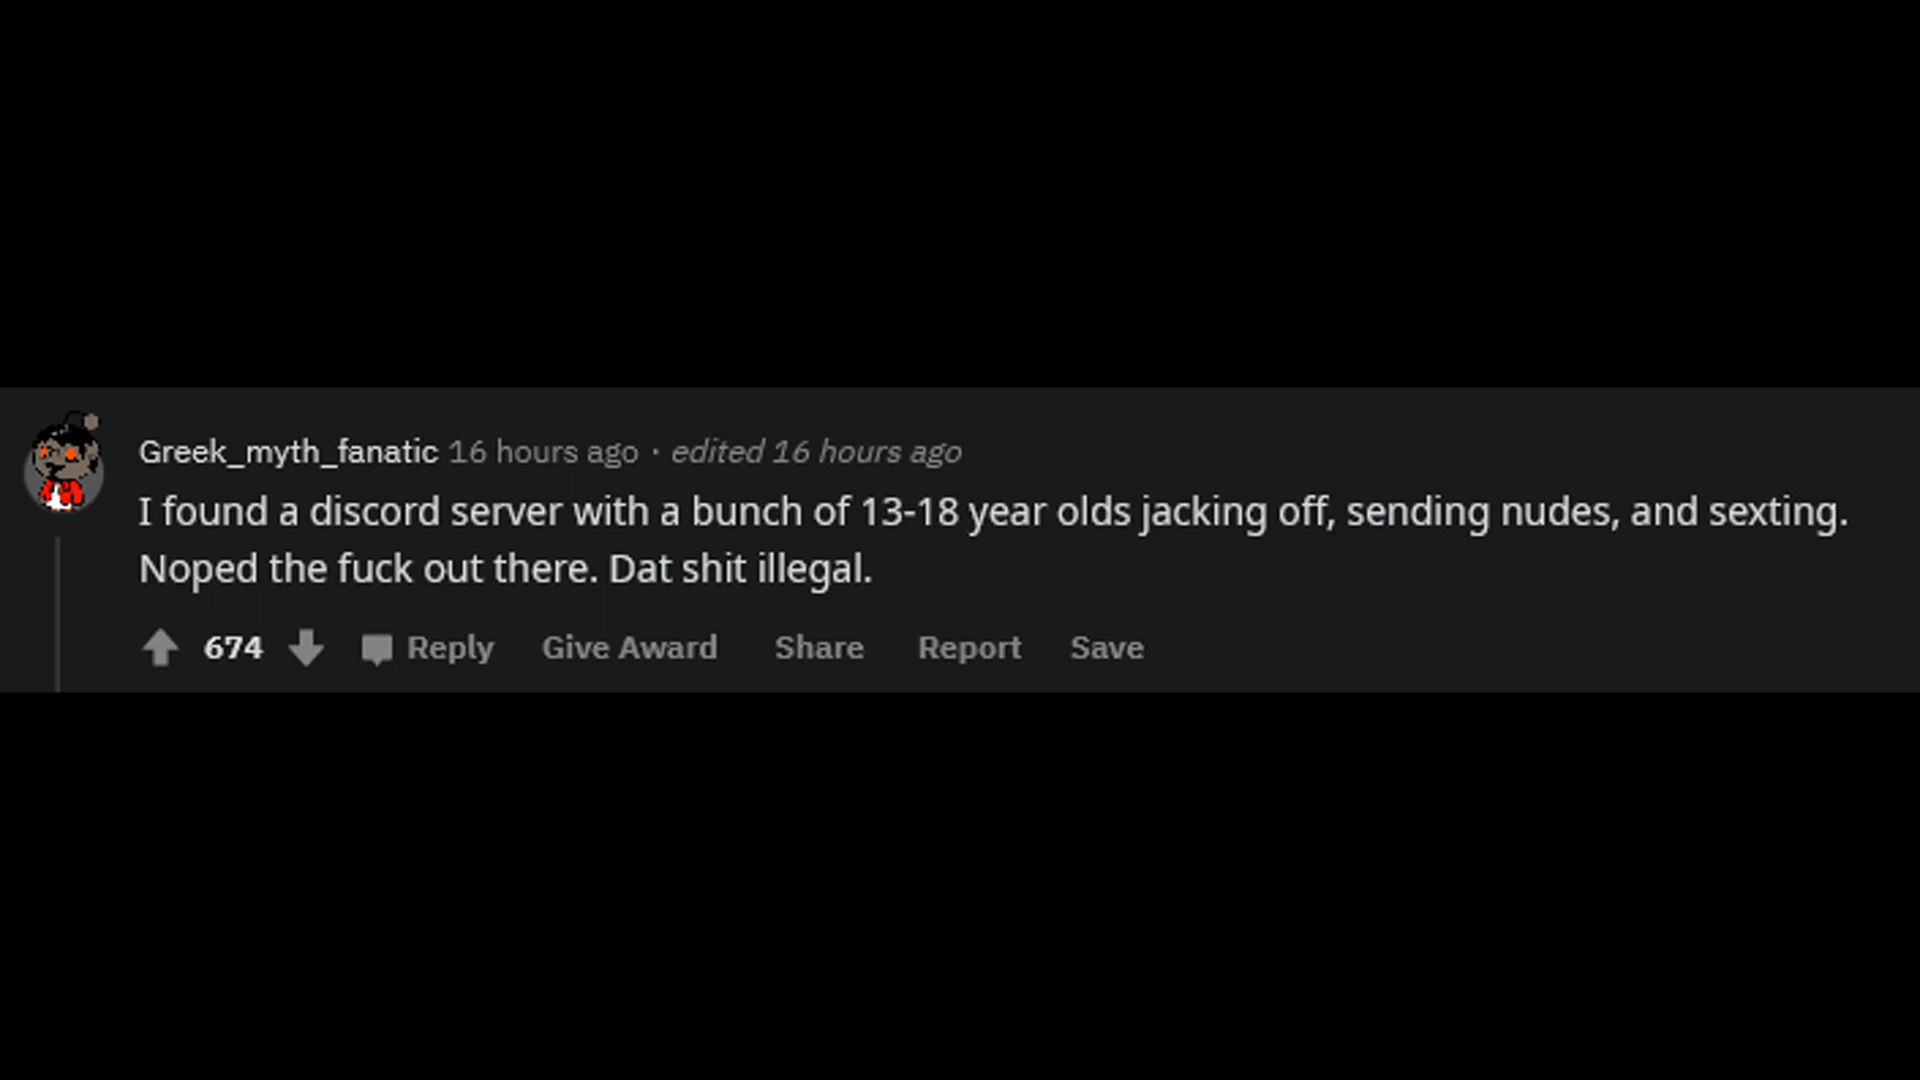 Greek_myth_fanatic 16 hours ago · edited 16 hours ago
I found a discord server with a bunch of 13-18 year olds jacking off, sending nudes, and sexting.
Noped the fuck out there. Dat shit illegal.
674 Reply Give Award Share Report Save